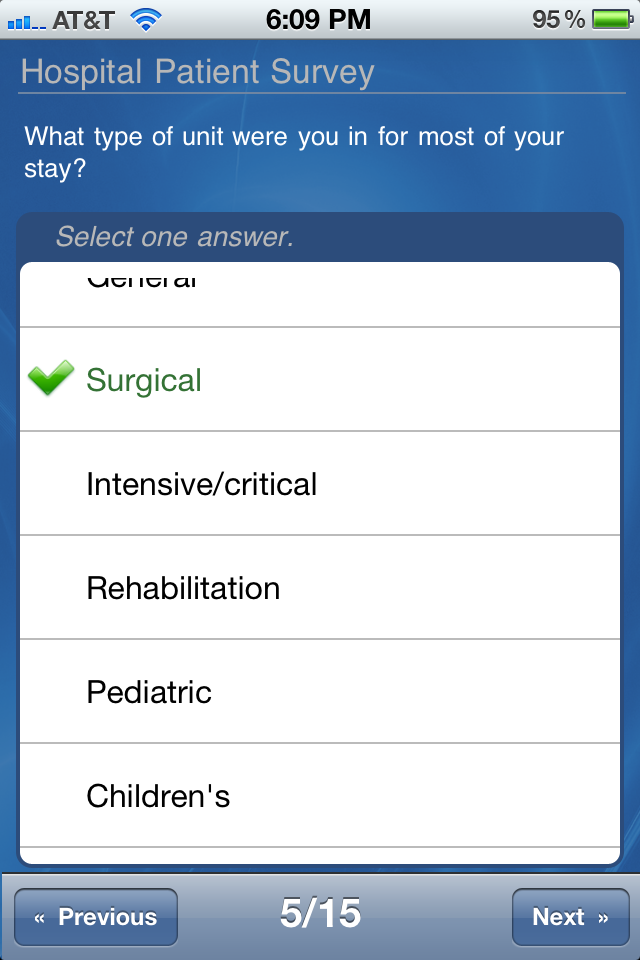 AT&T 6:09 PM 95%
Hospital Patient Survey
What type of unit were you in for most of your
stay?
Select one answer.
General
Surgical
Intensive/critical
Rehabilitation
Pediatric
Children's
« Previous 5/15 Next »